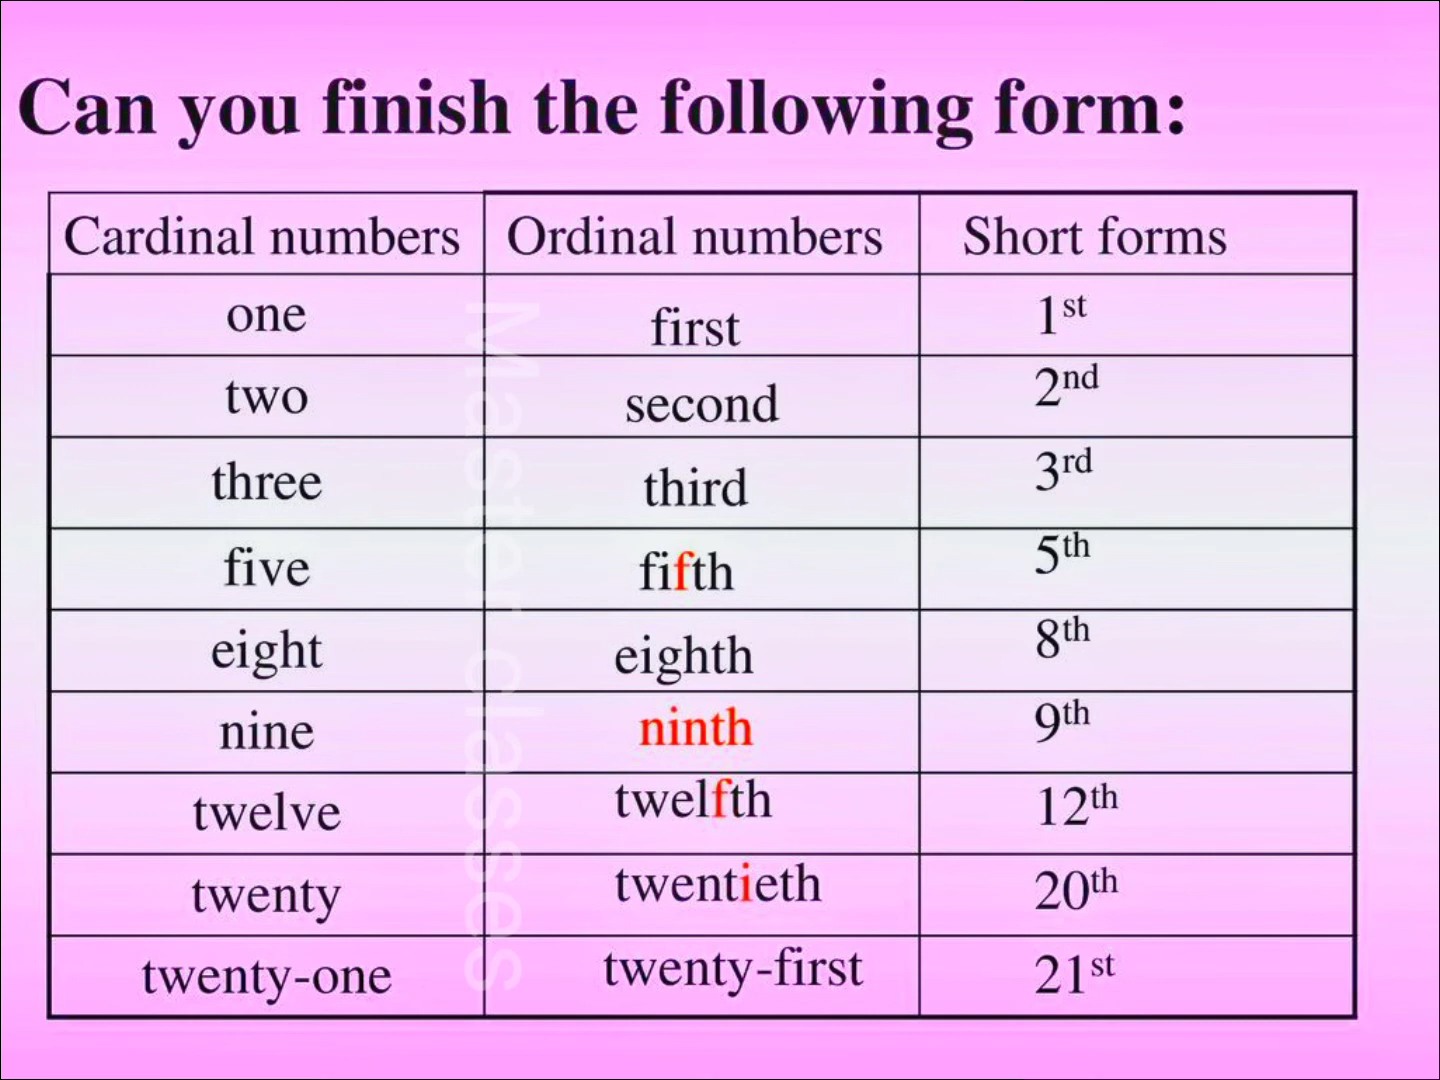 Can you finish the following form:
Cardinal numbers Ordinal numbers Short forms
one first 1st
two second 2nd
three third 3rd
five fifth 5th
eight eighth 8th
nine ninth 9th
twelve twelfth 12th
twenty twentieth 20th
twenty-one twenty-first 21st
Master classes